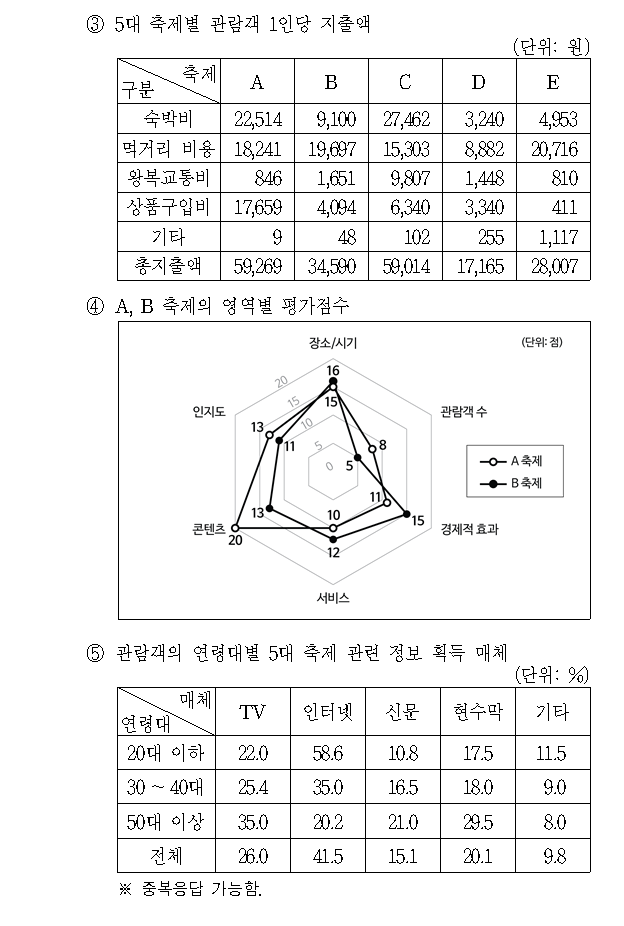 ③ 5대 축제별 관람객 1인당 지출액
(단위: 원)
축제 구분 A B C D E
숙박비 22,514 9,100 27,462 3,240 4,953
먹거리 비용 18,241 19,697 15,303 8,882 20,716
왕복교통비 846 1,651 9,807 1,448 810
상품구입비 17,659 4,094 6,340 3,340 411
기타 9 48 102 255 1,117
총지출액 59,269 34,590 59,014 17,165 28,007
④ A, B 축제의 영역별 평가점수
장소/시기 (단위: 점)
16
20
15 15
인지도 관람객 수
13 10
11 5 8
0 5
A 축제
B 축제
13 11
10 15
콘텐츠 20 경제적 효과
12
서비스
⑤ 관람객의 연령대별 5대 축제 관련 정보 획득 매체
(단위: %)
매체 연령대 TV 인터넷 신문 현수막 기타
20대 이하 22.0 58.6 10.8 17.5 11.5
30 ~ 40대 25.4 35.0 16.5 18.0 9.0
50대 이상 35.0 20.2 21.0 29.5 8.0
전체 26.0 41.5 15.1 20.1 9.8
※ 중복응답 가능함.